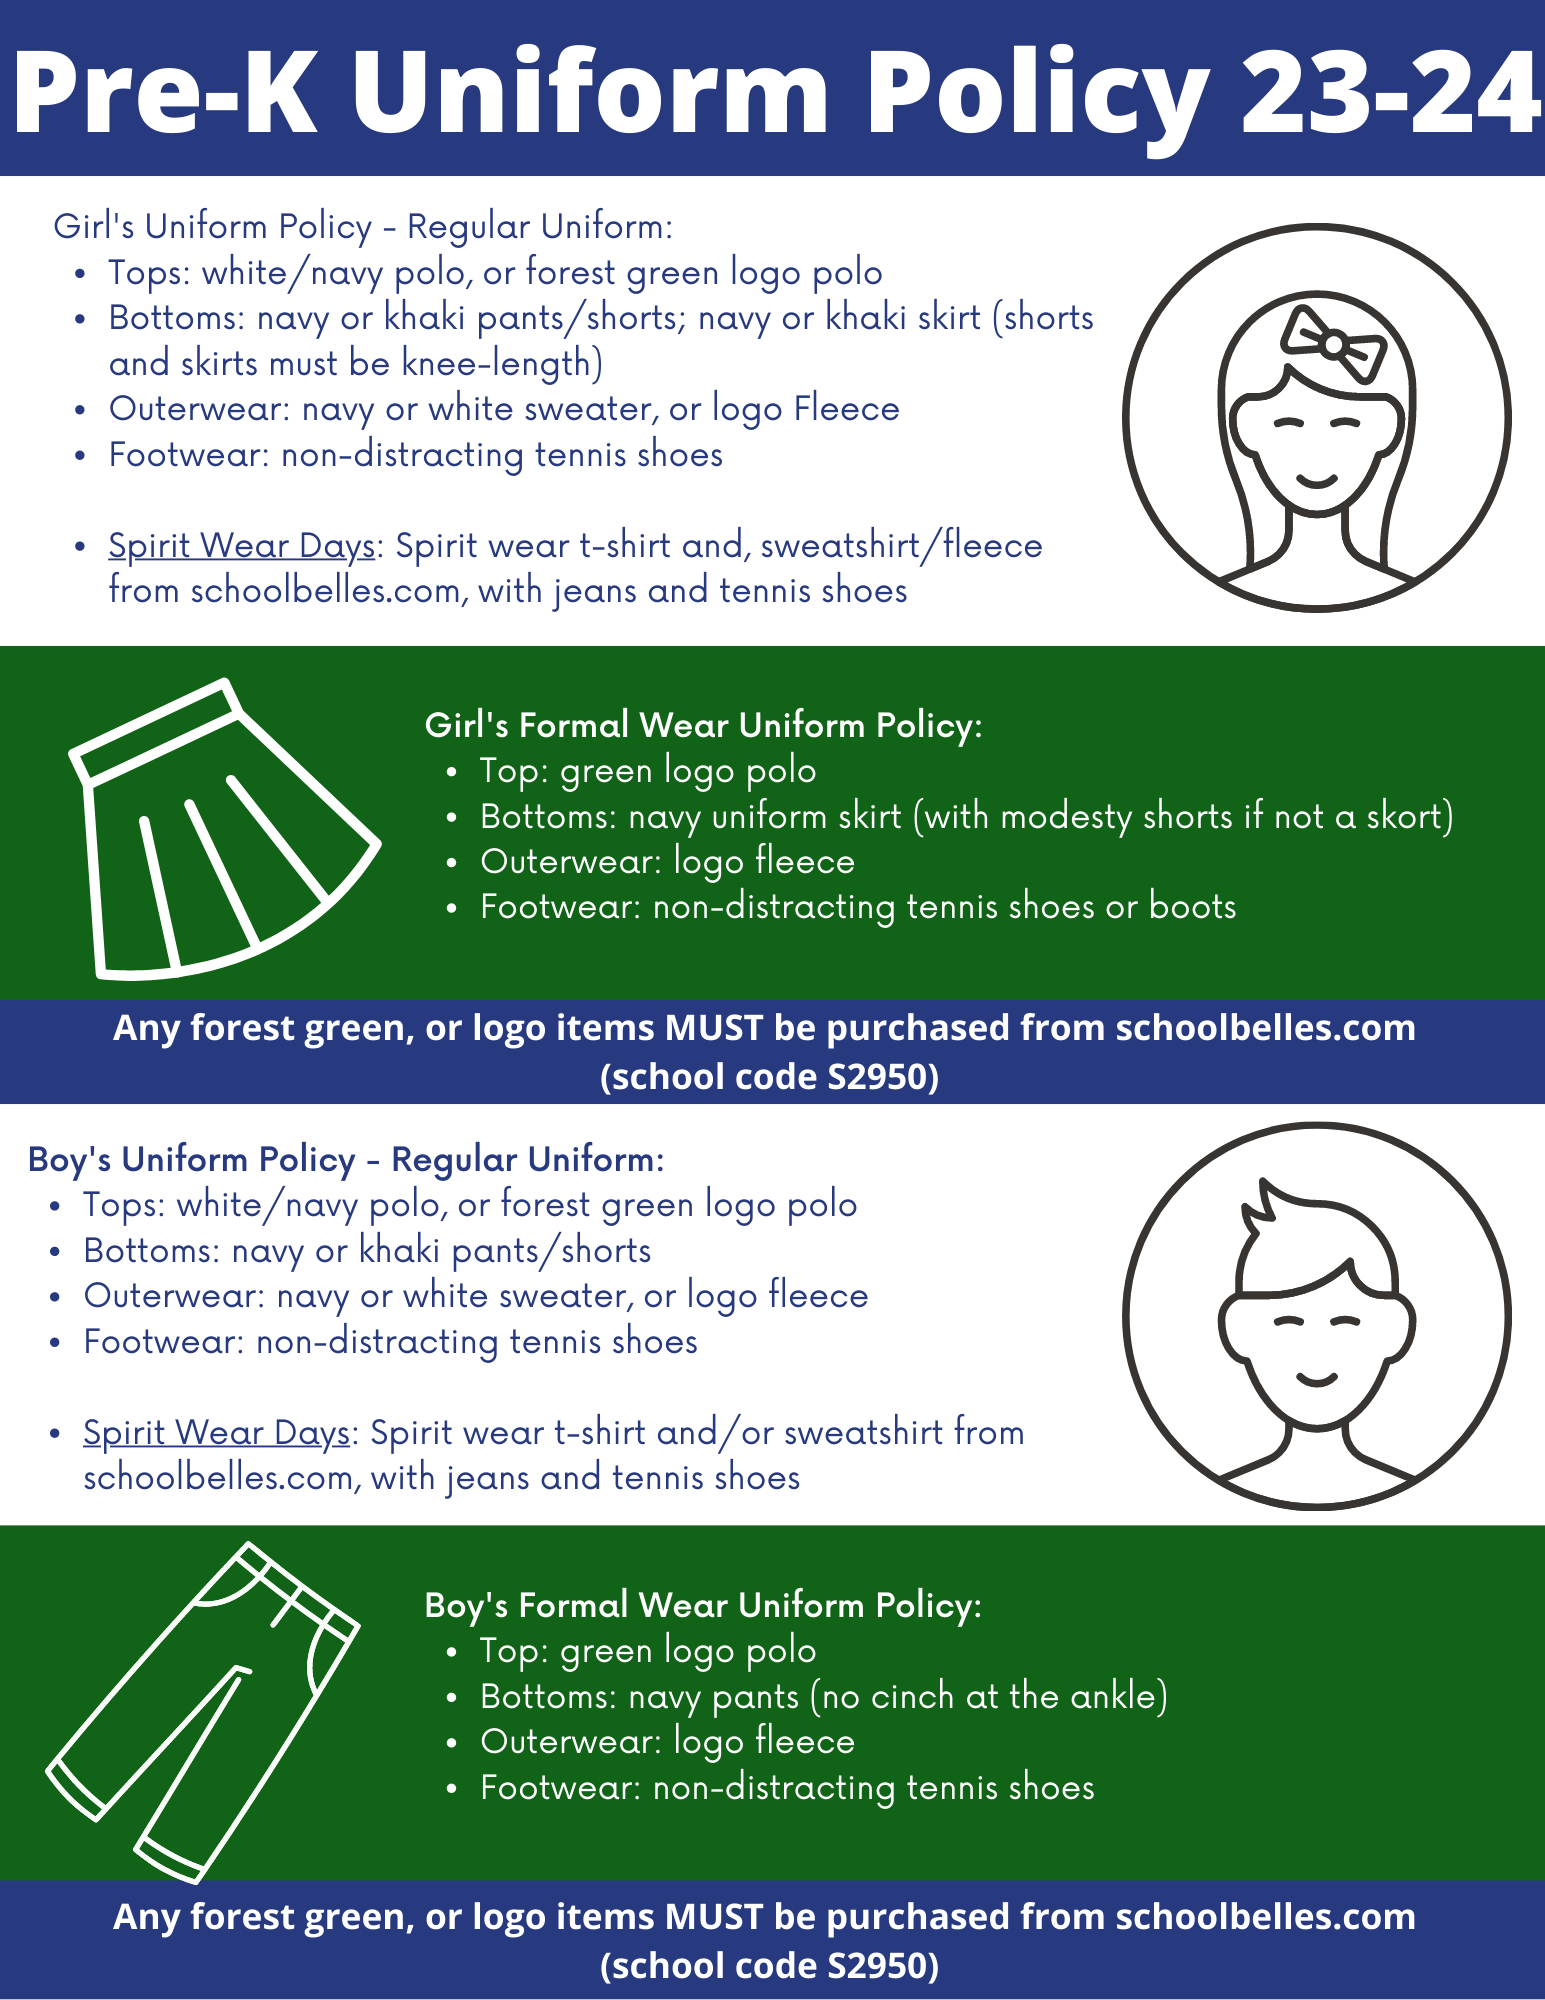 Pre-K Uniform Policy 23-24
Girl's Uniform Policy - Regular Uniform:
• Tops: white/navy polo, or forest green logo polo
• Bottoms: navy or khaki pants/shorts; navy or khaki skirt (shorts
and skirts must be knee-length)
• Outerwear: navy or white sweater, or logo Fleece
• Footwear: non-distracting tennis shoes
• Spirit Wear Days: Spirit wear t-shirt and, sweatshirt/fleece
from schoolbelles.com, with jeans and tennis shoes
Girl's Formal Wear Uniform Policy:
• Top: green logo polo
• Bottoms: navy uniform skirt (with modesty shorts if not a skort)
• Outerwear: logo fleece
• Footwear: non-distracting tennis shoes or boots
Any forest green, or logo items MUST be purchased from schoolbelles.com
(school code S2950)
Boy's Uniform Policy - Regular Uniform:
• Tops: white/navy polo, or forest green logo polo
• Bottoms: navy or khaki pants/shorts
• Outerwear: navy or white sweater, or logo fleece
• Footwear: non-distracting tennis shoes
• Spirit Wear Days: Spirit wear t-shirt and/or sweatshirt from
schoolbelles.com, with jeans and tennis shoes
Boy's Formal Wear Uniform Policy:
• Top: green logo polo
• Bottoms: navy pants (no cinch at the ankle)
• Outerwear: logo fleece
• Footwear: non-distracting tennis shoes
Any forest green, or logo items MUST be purchased from schoolbelles.com
(school code S2950)